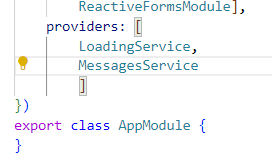 ReactiveFormsModule],
providers: [
LoadingService,
MessagesService
]
})
export class AppModule {
}